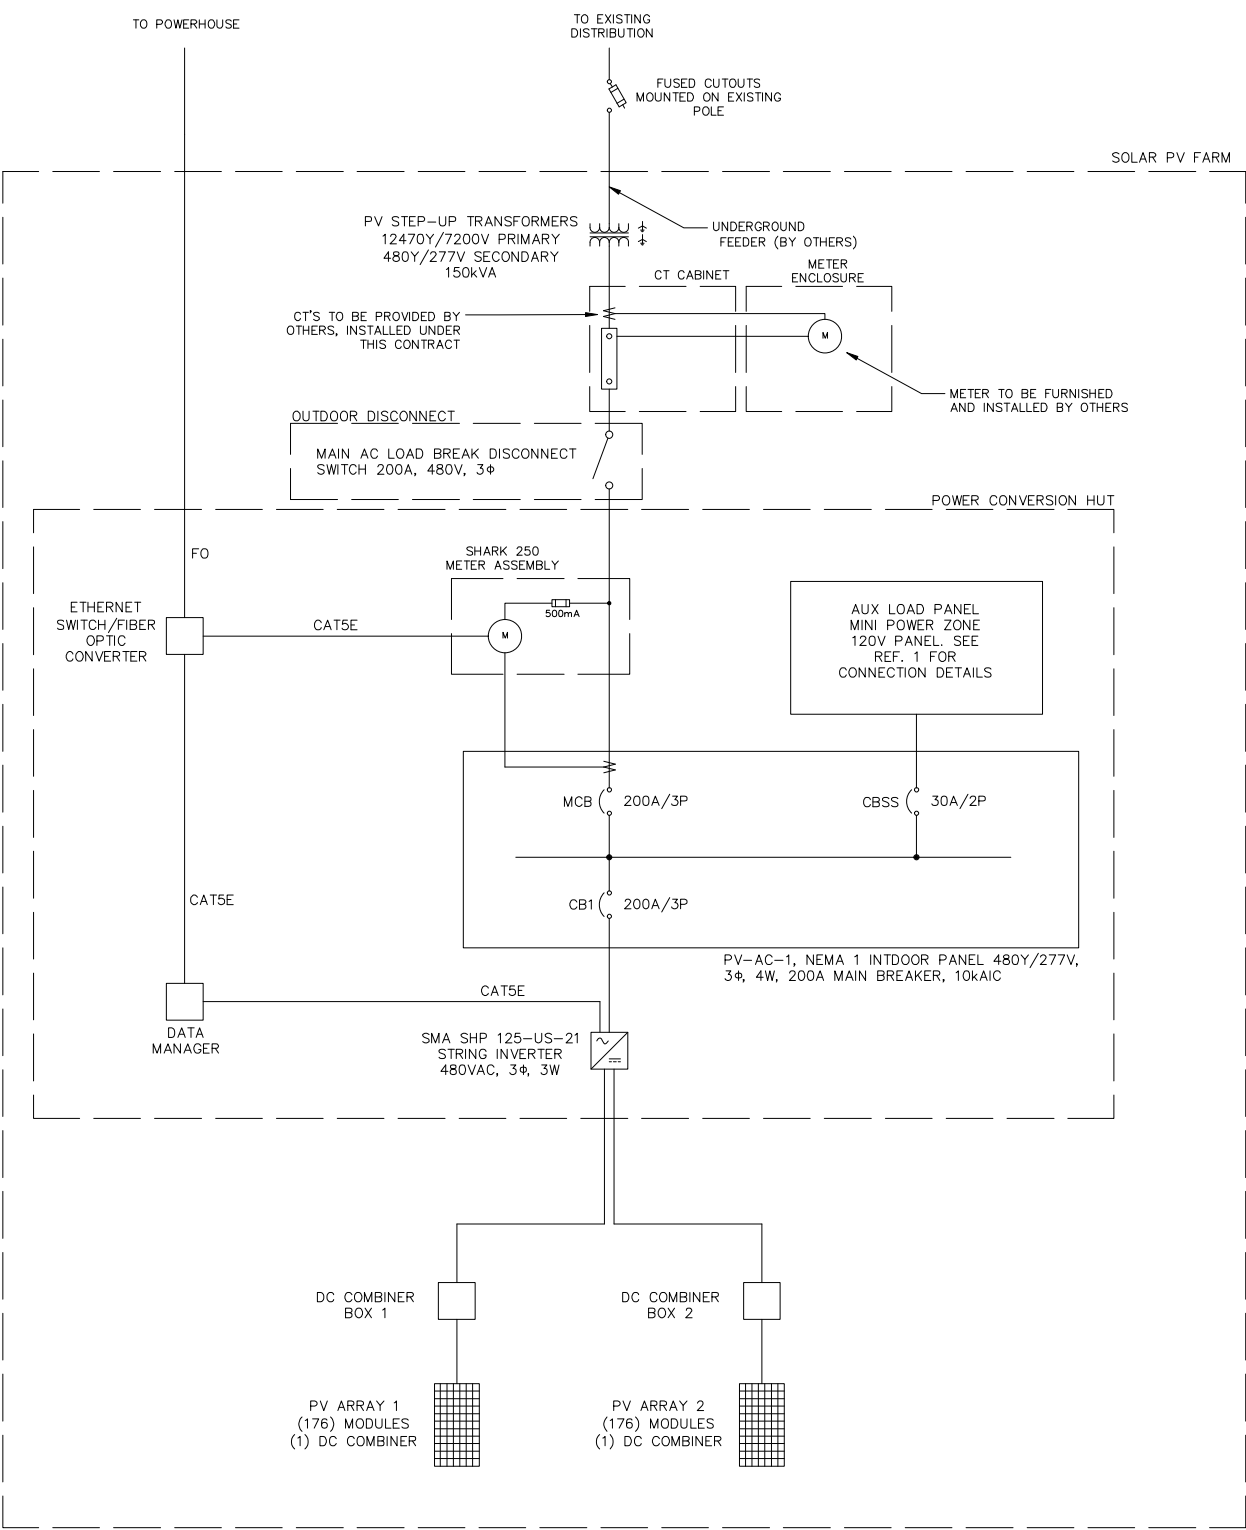 TO POWERHOUSE
TO EXISTING
DISTRIBUTION
FUSED CUTOUTS
MOUNTED ON EXISTING
POLE
SOLAR PV FARM
PV STEP-UP TRANSFORMERS
12470Y/7200V PRIMARY
480Y/277V SECONDARY
150kVA
UNDERGROUND
FEEDER (BY OTHERS)
CT CABINET
METER
ENCLOSURE
CT'S TO BE PROVIDED BY
OTHERS, INSTALLED UNDER
THIS CONTRACT
M
METER TO BE FURNISHED
AND INSTALLED BY OTHERS
OUTDOOR DISCONNECT
MAIN AC LOAD BREAK DISCONNECT
SWITCH 200A, 480V, 3Φ
POWER CONVERSION HUT
FO
SHARK 250
METER ASSEMBLY
500mA
M
ETHERNET
SWITCH/FIBER
OPTIC
CONVERTER
CAT5E
AUX LOAD PANEL
MINI POWER ZONE
120V PANEL. SEE
REF. 1 FOR
CONNECTION DETAILS
MCB
200A/3P
CBSS
30A/2P
CB1
200A/3P
CAT5E
PV-AC-1, NEMA 1 INTDOOR PANEL 480Y/277V,
3Φ, 4W, 200A MAIN BREAKER, 10kAIC
CAT5E
DATA
MANAGER
SMA SHP 125-US-21
STRING INVERTER
480VAC, 3Φ, 3W
DC COMBINER
BOX 1
DC COMBINER
BOX 2
PV ARRAY 1
(176) MODULES
(1) DC COMBINER
PV ARRAY 2
(176) MODULES
(1) DC COMBINER